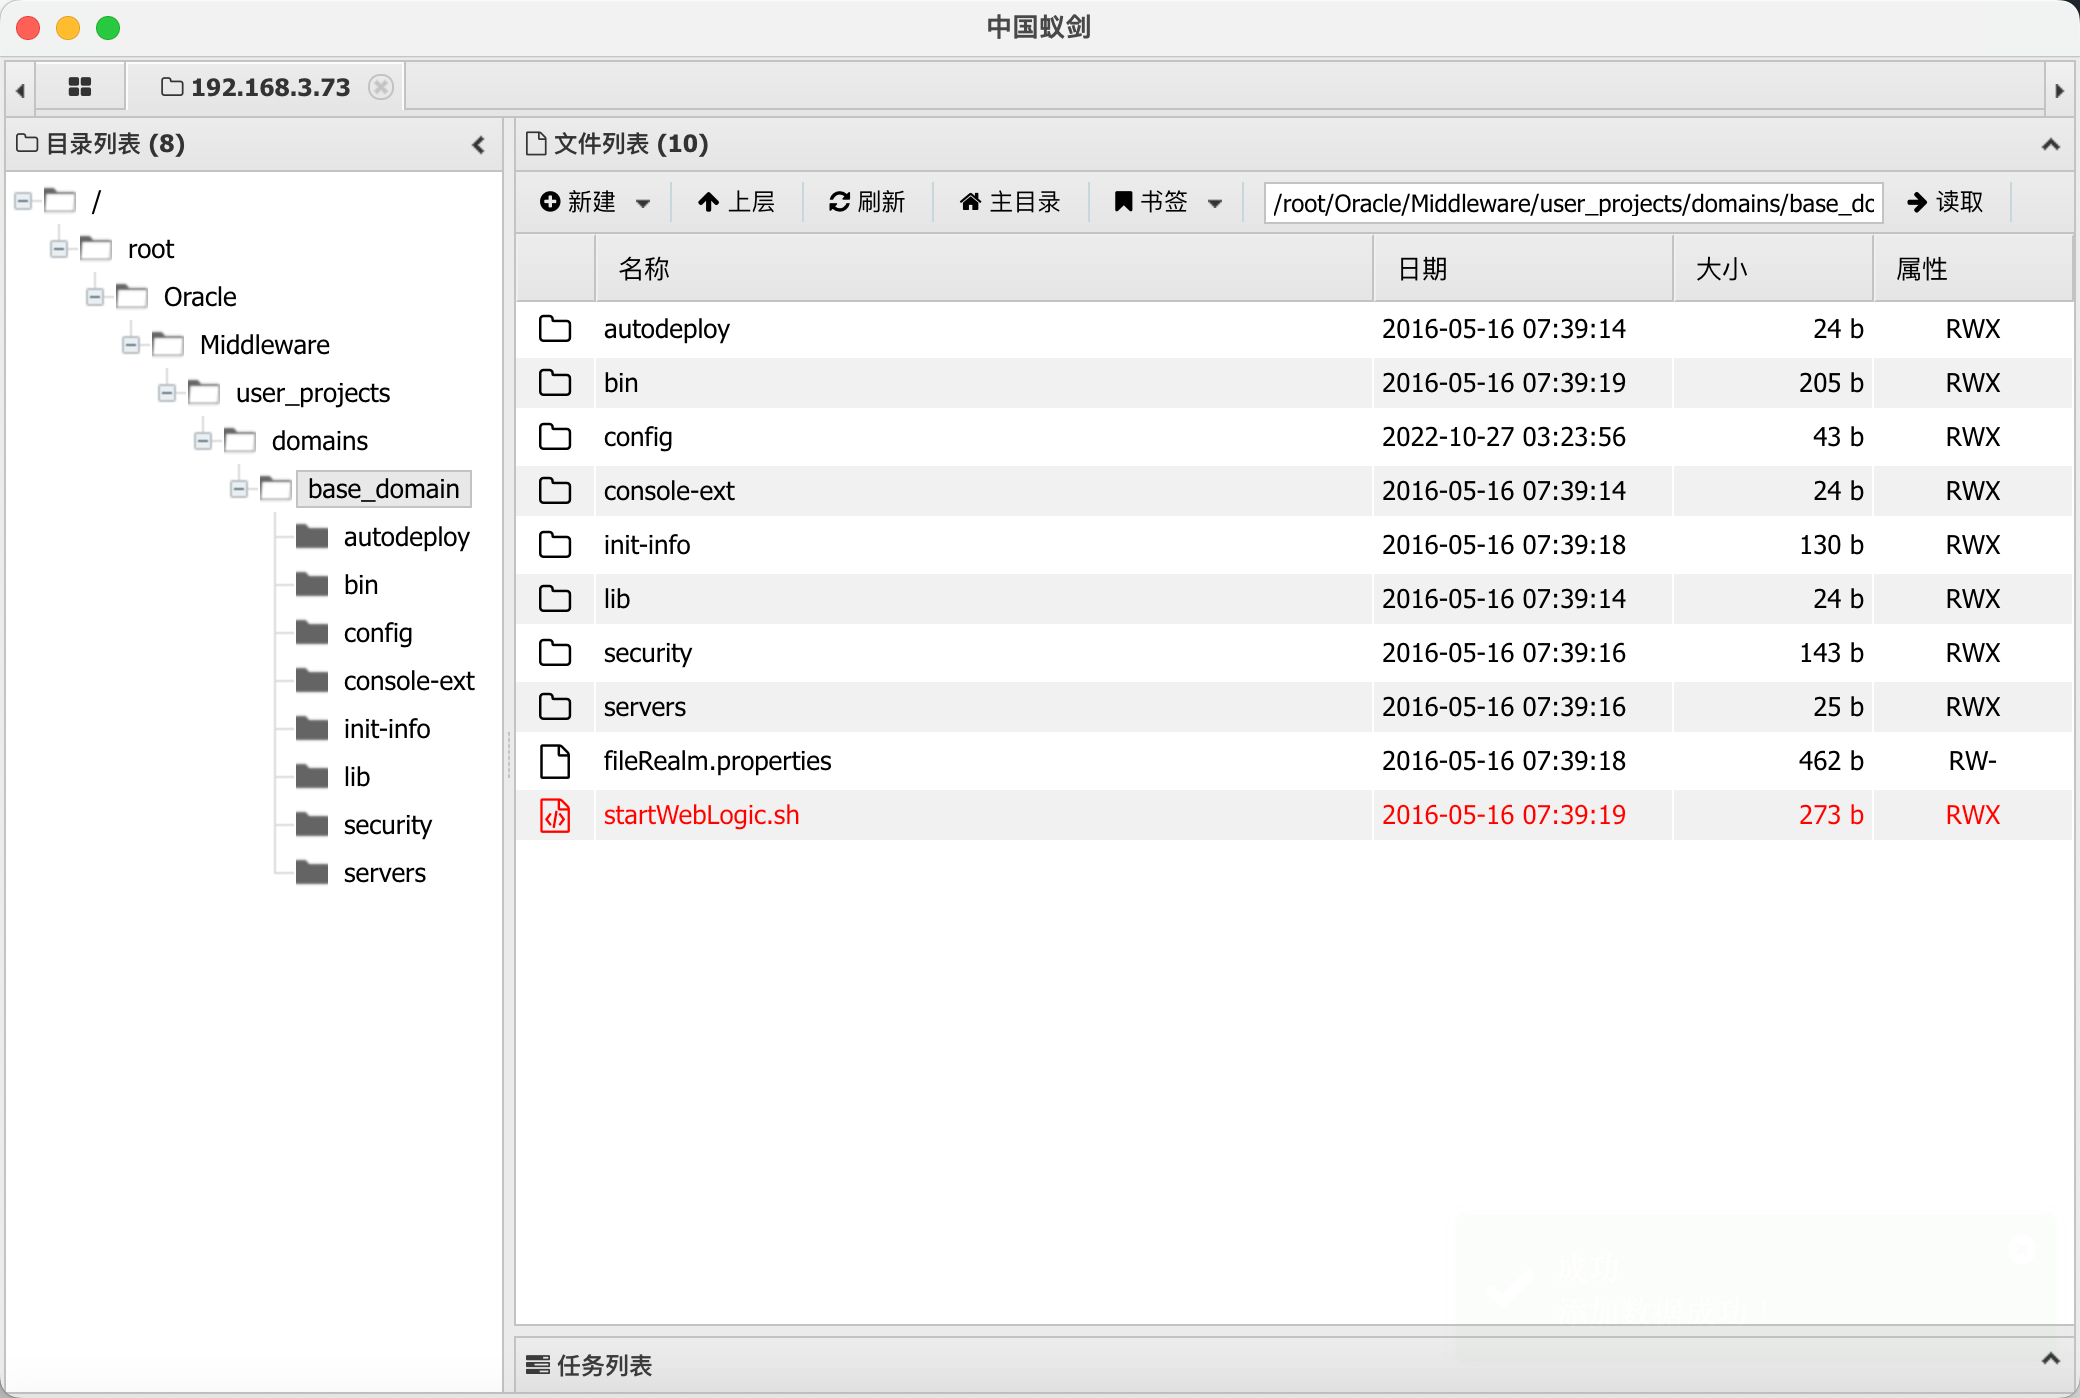 中国蚁剑
192.168.3.73
目录列表 (8)
/
root
Oracle
Middleware
user_projects
domains
base_domain
autodeploy
bin
config
console-ext
init-info
lib
security
servers
文件列表 (10)
新建 上层 刷新 主目录 书签 /root/Oracle/Middleware/user_projects/domains/base_dc 读取
名称 日期 大小 属性
autodeploy 2016-05-16 07:39:14 24 b RWX
bin 2016-05-16 07:39:19 205 b RWX
config 2022-10-27 03:23:56 43 b RWX
console-ext 2016-05-16 07:39:14 24 b RWX
init-info 2016-05-16 07:39:18 130 b RWX
lib 2016-05-16 07:39:14 24 b RWX
security 2016-05-16 07:39:16 143 b RWX
servers 2016-05-16 07:39:16 25 b RWX
fileRealm.properties 2016-05-16 07:39:18 462 b RW-
startWebLogic.sh 2016-05-16 07:39:19 273 b RWX
成功
任务列表